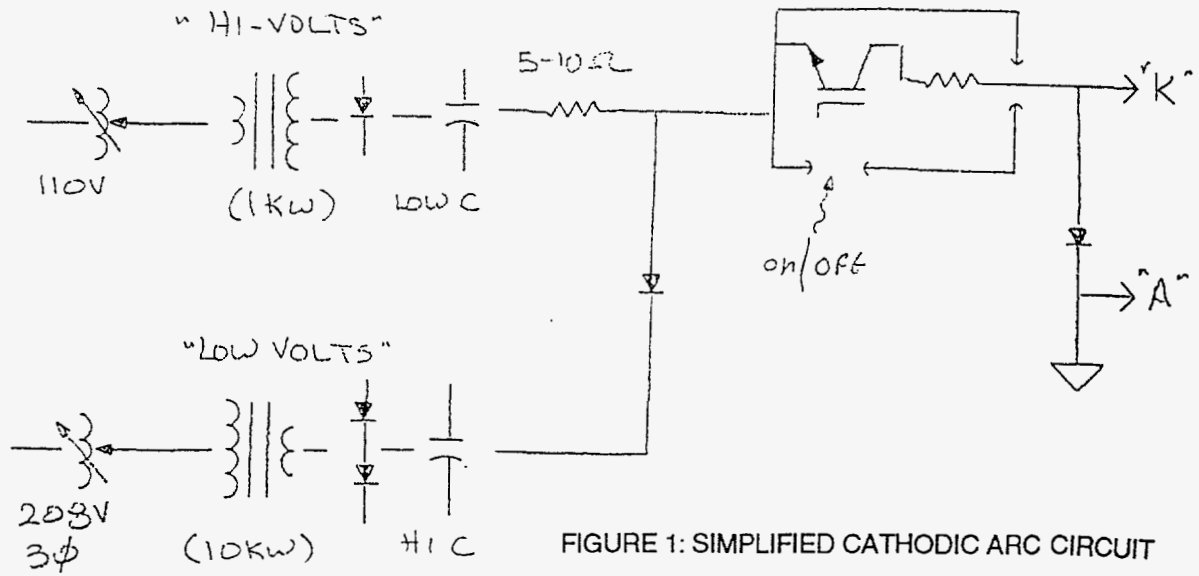 "HI-VOLTS"
5-10Ω
"K"
110V
(1KW)
LOW C
on/off
"A"
"LOW VOLTS"
208V
3φ
(10KW)
HI C
FIGURE 1: SIMPLIFIED CATHODIC ARC CIRCUIT